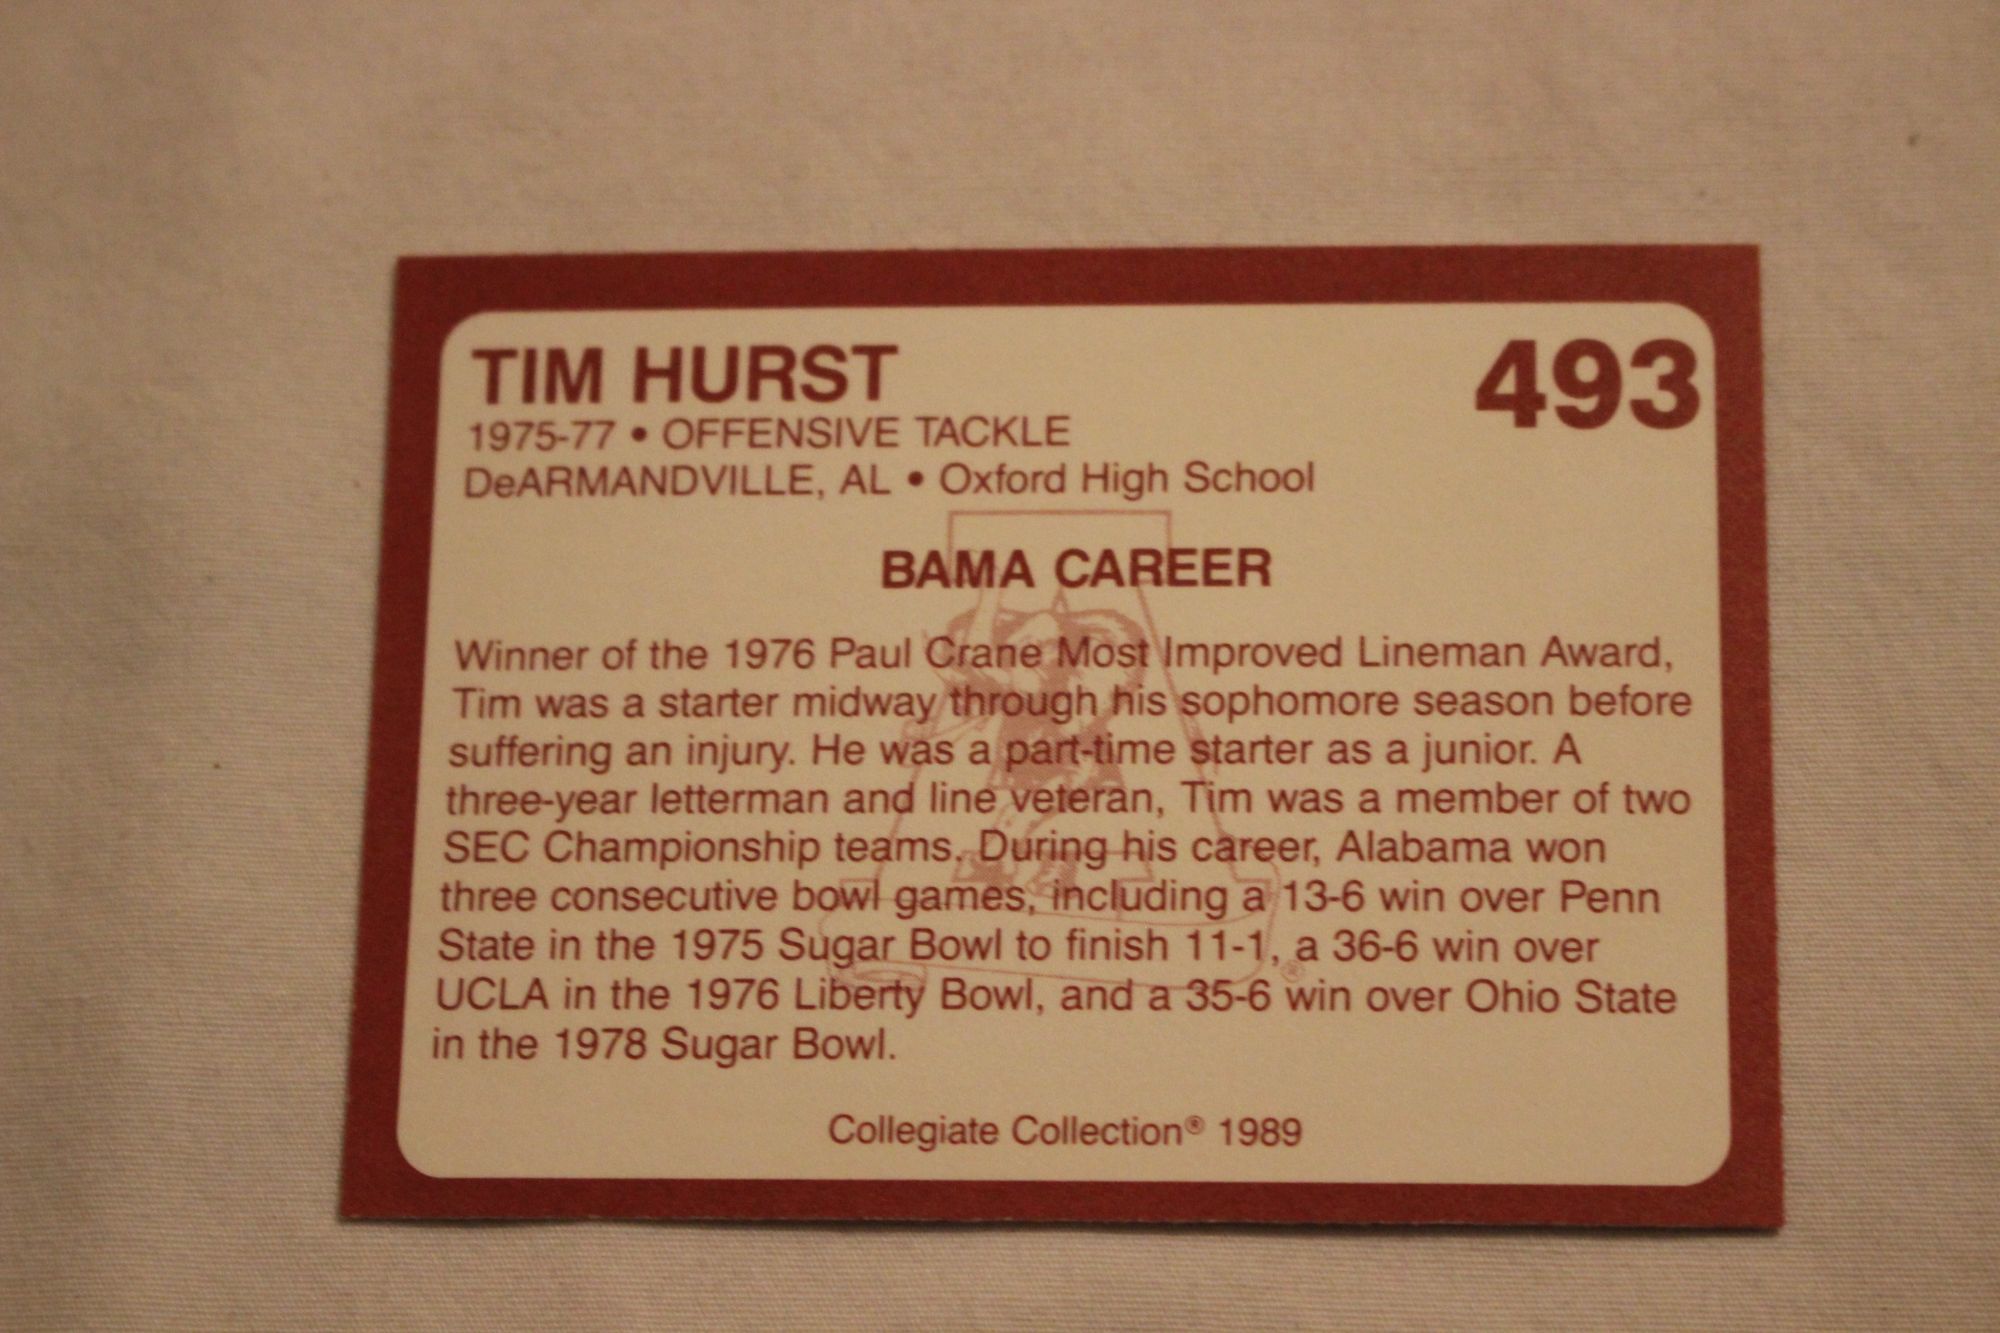 TIM HURST
493
1975-77 • OFFENSIVE TACKLE
DeARMANDVILLE, AL • Oxford High School
BAMA CAREER
Winner of the 1976 Paul Crane Most Improved Lineman Award,
Tim was a starter midway through his sophomore season before
suffering an injury. He was a part-time starter as a junior. A
three-year letterman and line veteran, Tim was a member of two
SEC Championship teams. During his career, Alabama won
three consecutive bowl games, including a 13-6 win over Penn
State in the 1975 Sugar Bowl to finish 11-1, a 36-6 win over
UCLA in the 1976 Liberty Bowl, and a 35-6 win over Ohio State
in the 1978 Sugar Bowl.
Collegiate Collection® 1989